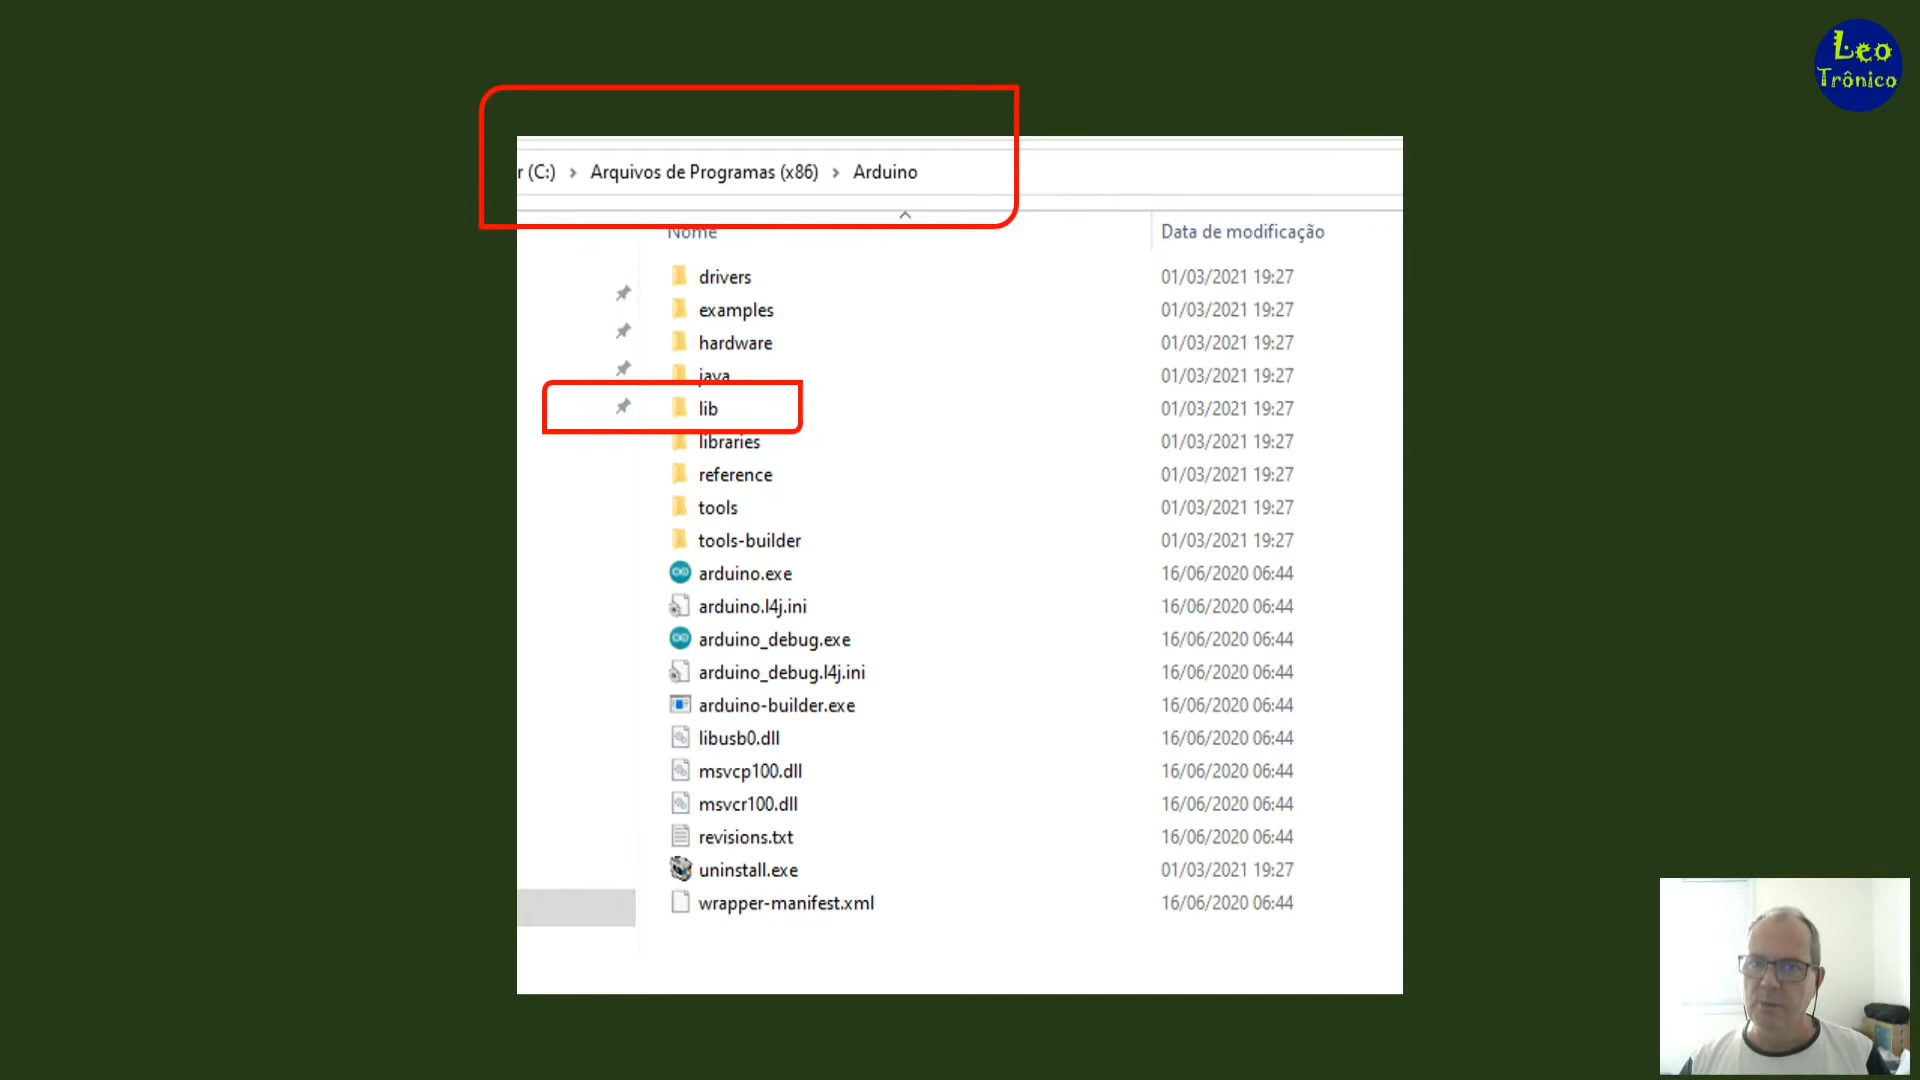 Leo
Trônico
r (C:) > Arquivos de Programas (x86) > Arduino
Nome Data de modificação
drivers 01/03/2021 19:27
examples 01/03/2021 19:27
hardware 01/03/2021 19:27
java 01/03/2021 19:27
lib 01/03/2021 19:27
libraries 01/03/2021 19:27
reference 01/03/2021 19:27
tools 01/03/2021 19:27
tools-builder 01/03/2021 19:27
arduino.exe 16/06/2020 06:44
arduino.l4j.ini 16/06/2020 06:44
arduino_debug.exe 16/06/2020 06:44
arduino_debug.l4j.ini 16/06/2020 06:44
arduino-builder.exe 16/06/2020 06:44
libusb0.dll 16/06/2020 06:44
msvcp100.dll 16/06/2020 06:44
msvcr100.dll 16/06/2020 06:44
revisions.txt 16/06/2020 06:44
uninstall.exe 01/03/2021 19:27
wrapper-manifest.xml 16/06/2020 06:44